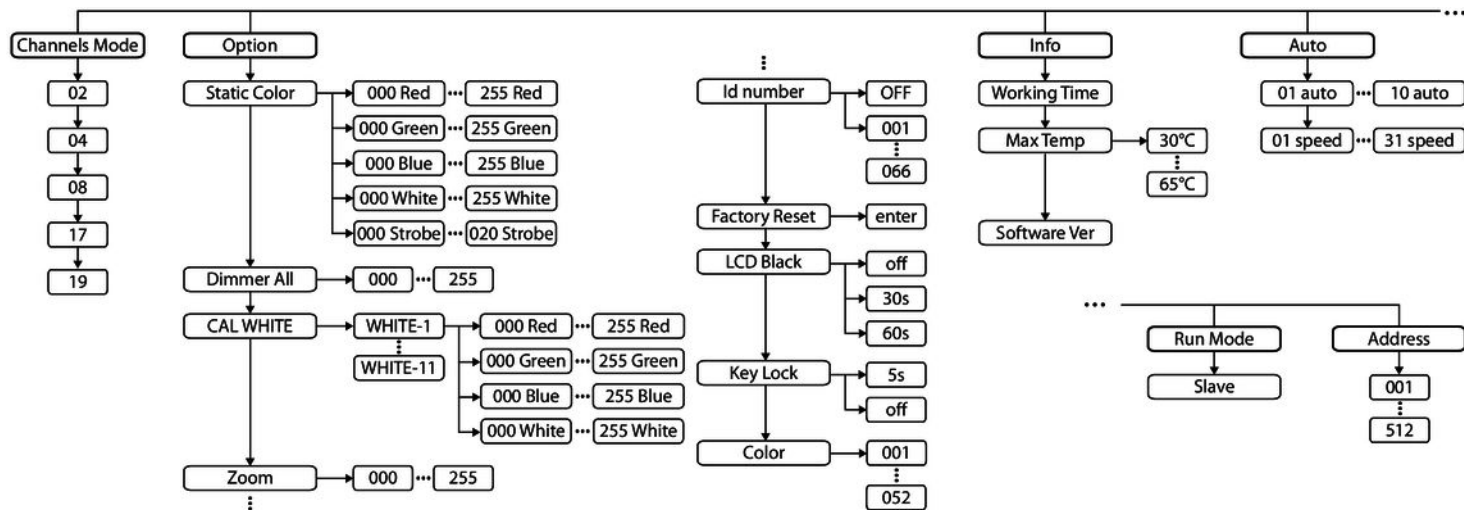 Channels Mode
02
04
08
17
19
Option
Static Color
000 Red ... 255 Red
000 Green ... 255 Green
000 Blue ... 255 Blue
000 White ... 255 White
000 Strobe ... 020 Strobe
Dimmer All
000 ... 255
CAL WHITE
WHITE-1
WHITE-11
000 Red ... 255 Red
000 Green ... 255 Green
000 Blue ... 255 Blue
000 White ... 255 White
Zoom
000 ... 255
Id number
OFF
001
066
Factory Reset
enter
LCD Black
off
30s
60s
Key Lock
5s
off
Color
001
052
Info
Working Time
Max Temp
30°C
65°C
Software Ver
Auto
01 auto ... 10 auto
01 speed ... 31 speed
...
...
Run Mode
Slave
Address
001
512